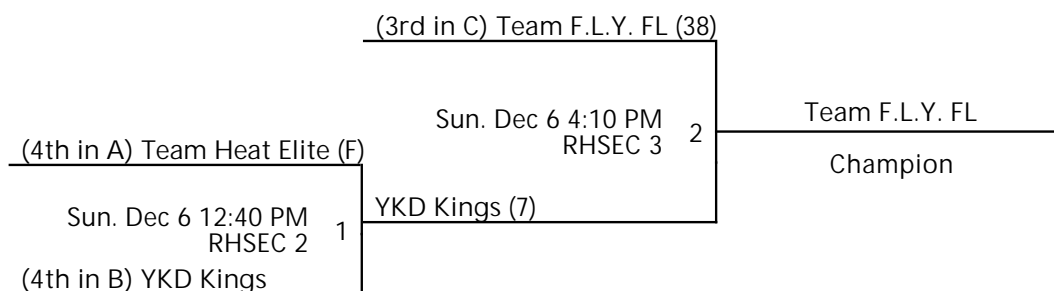 (3rd in C) Team F.L.Y. FL (38)
Sun. Dec 6 4:10 PM
RHSEC 3
2
Team F.L.Y. FL
Champion
(4th in A) Team Heat Elite (F)
YKD Kings (7)
Sun. Dec 6 12:40 PM
RHSEC 2
1
(4th in B) YKD Kings